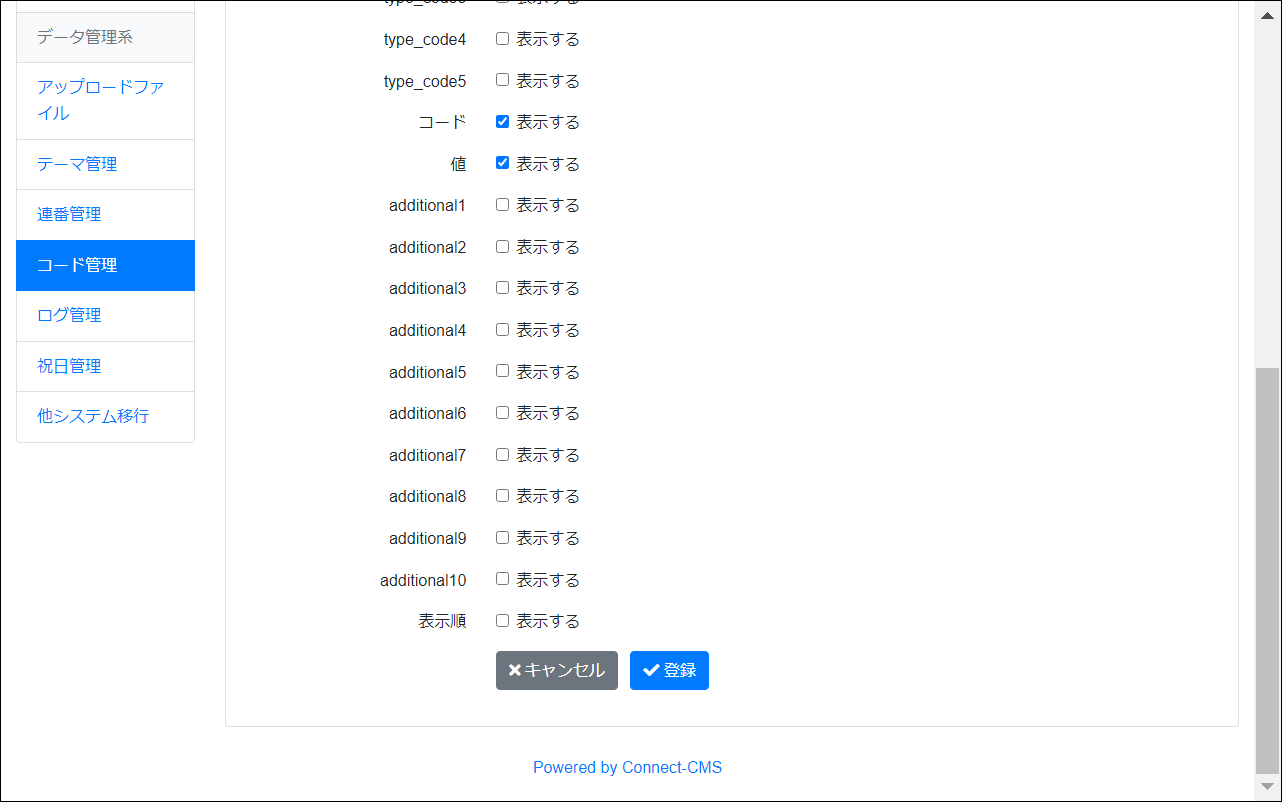 データ管理系
アップロードファ
イル
テーマ管理
連番管理
コード管理
ログ管理
祝日管理
他システム移行
type_code4 表示する
type_code5 表示する
コード 表示する
値 表示する
additional1 表示する
additional2 表示する
additional3 表示する
additional4 表示する
additional5 表示する
additional6 表示する
additional7 表示する
additional8 表示する
additional9 表示する
additional10 表示する
表示順 表示する
キャンセル 登録
Powered by Connect-CMS